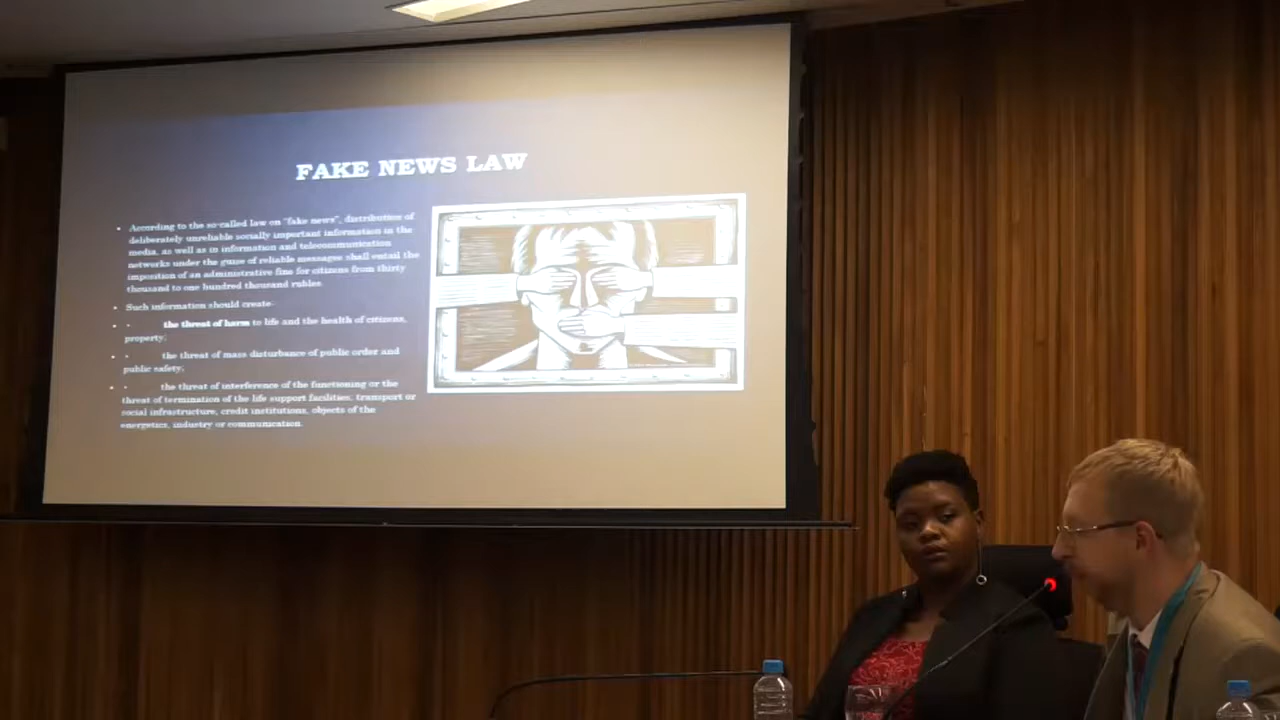 FAKE NEWS LAW
• According to the so-called law on "fake news", distribution of
deliberately unreliable socially important information in the
media, as well as in information and telecommunication
networks under the guise of reliable messages shall entail the
imposition of an administrative fine for citizens from thirty
thousand to one hundred thousand rubles.
• Such information should create:
• - the threat of harm to life and the health of citizens,
property;
• - the threat of mass disturbance of public order and
public safety;
• - the threat of interference of the functioning or the
threat of termination of the life support facilities, transport or
social infrastructure, credit institutions, objects of the
energetics, industry or communication.